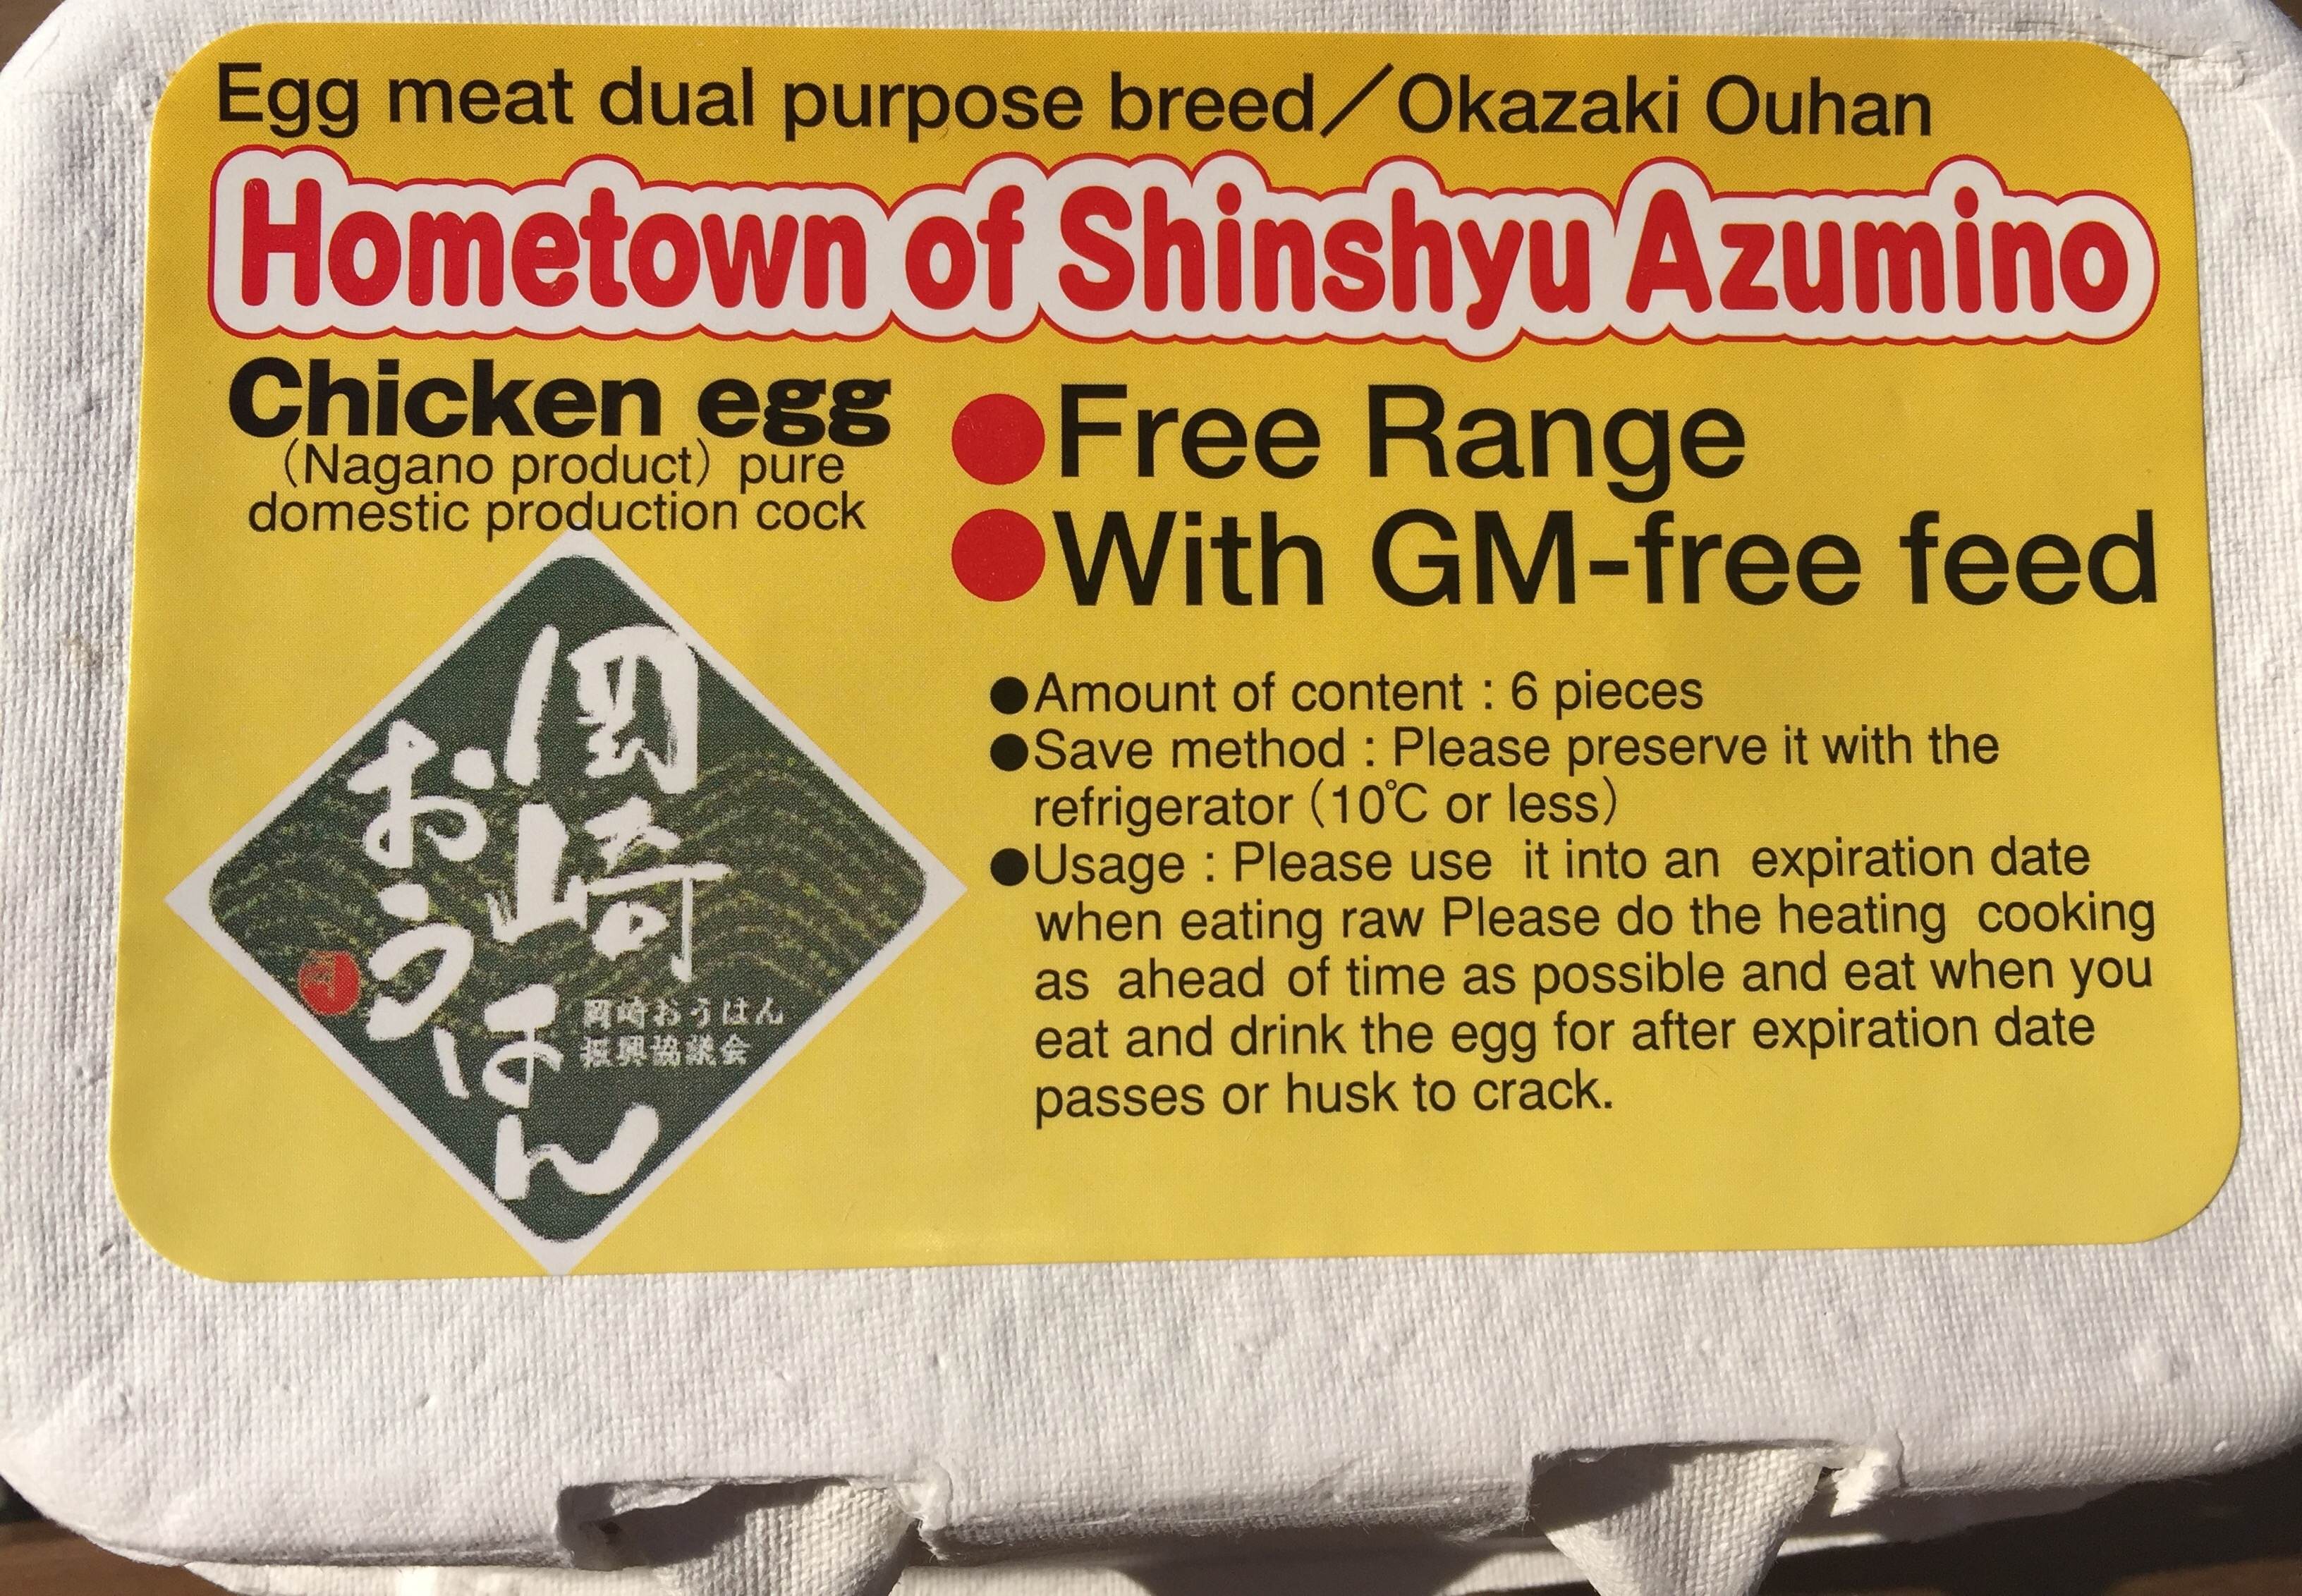 Egg meat dual purpose breed／Okazaki Ouhan
Hometown of Shinshyu Azumino
Chicken egg
（Nagano product）pure
domestic production cock
●Free Range
●With GM-free feed
岡崎
おうはん
岡崎おうはん
振興協議会
●Amount of content : 6 pieces
●Save method : Please preserve it with the
refrigerator（10℃ or less）
●Usage : Please use it into an expiration date
when eating raw Please do the heating cooking
as ahead of time as possible and eat when you
eat and drink the egg for after expiration date
passes or husk to crack.